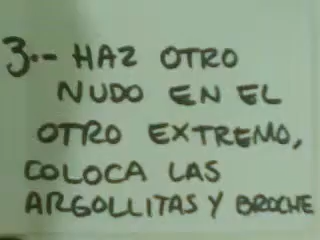 3.- HAZ OTRO
NUDO EN EL
OTRO EXTREMO,
COLOCA LAS
ARGOLLITAS Y BROCHE